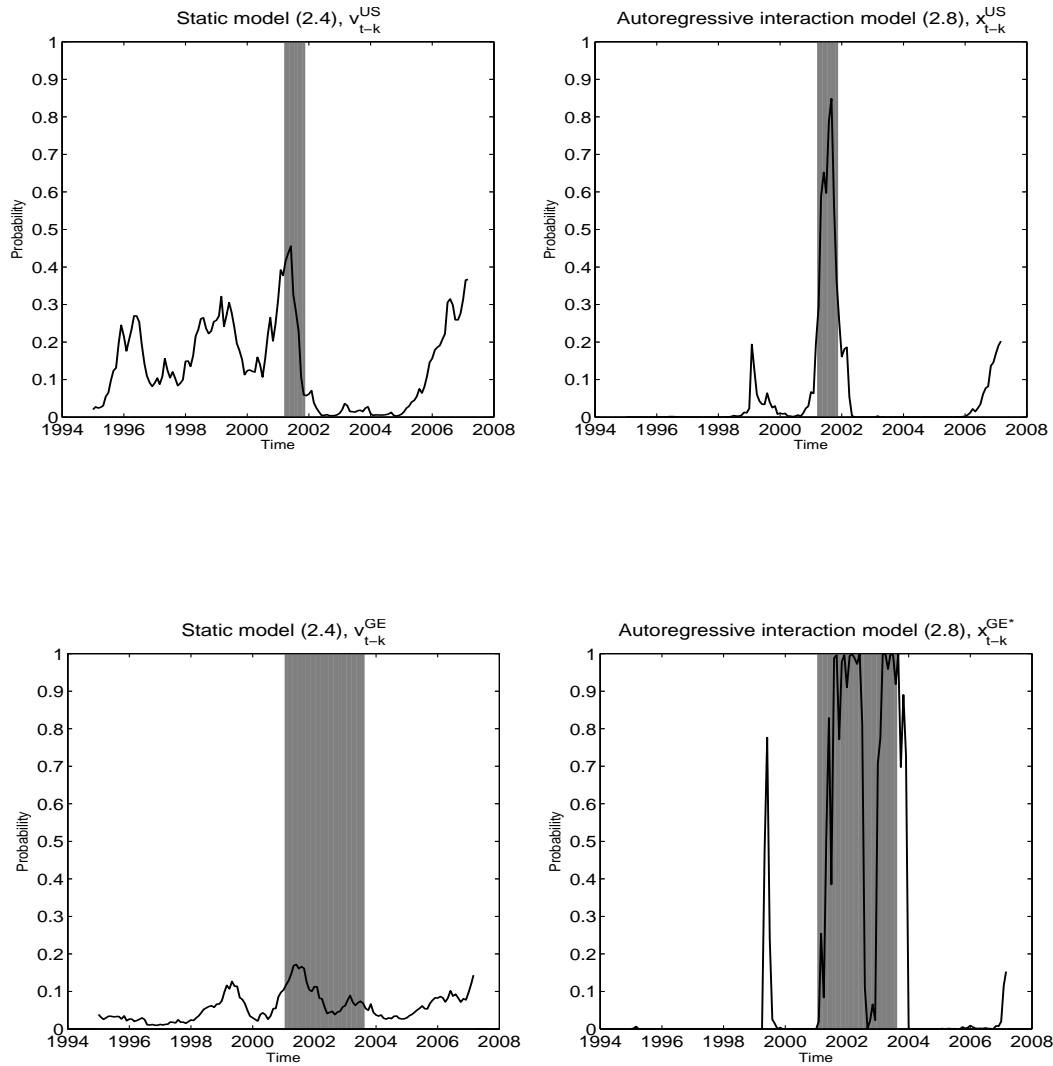 Static model (2.4), v_{t−k}^{US}
1
0.9
0.8
0.7
0.6
0.5
0.4
0.3
0.2
0.1
0
Probability
1994 1996 1998 2000 2002 2004 2006 2008
Time
Autoregressive interaction model (2.8), x_{t−k}^{US}
1
0.9
0.8
0.7
0.6
0.5
0.4
0.3
0.2
0.1
0
Probability
1994 1996 1998 2000 2002 2004 2006 2008
Time
Static model (2.4), v_{t−k}^{GE}
1
0.9
0.8
0.7
0.6
0.5
0.4
0.3
0.2
0.1
0
Probability
1994 1996 1998 2000 2002 2004 2006 2008
Time
Autoregressive interaction model (2.8), x_{t−k}^{GE*}
1
0.9
0.8
0.7
0.6
0.5
0.4
0.3
0.2
0.1
0
Probability
1994 1996 1998 2000 2002 2004 2006 2008
Time